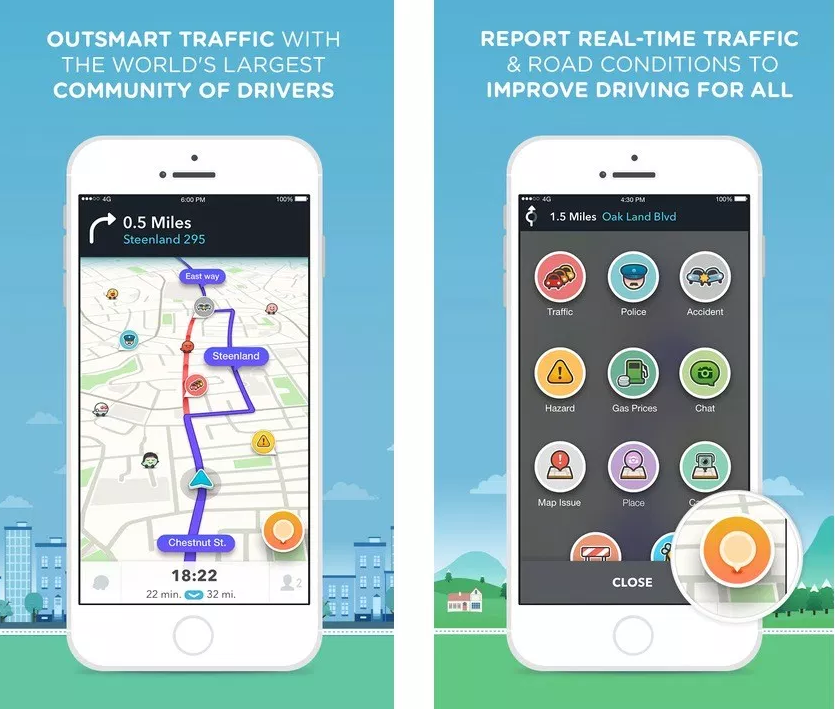 OUTSMART TRAFFIC WITH
THE WORLD'S LARGEST
COMMUNITY OF DRIVERS
4G 6:00 PM 100%
0.5 Miles
Steenland 295
East way
Steenland
Chestnut St.
18:22
22 min. 32 mi.
2
REPORT REAL-TIME TRAFFIC
& ROAD CONDITIONS TO
IMPROVE DRIVING FOR ALL
4G 4:30 PM 100%
1.5 Miles Oak Land Blvd
Traffic Police Accident
Hazard Gas Prices Chat
Map Issue Place
CLOSE